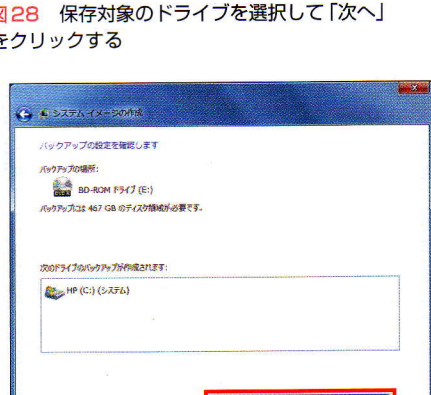 図28 保存対象のドライブを選択して「次へ」
をクリックする
システム イメージの作成
バックアップの設定を確認します
バックアップの場所:
BD-ROM ドライブ (E:)
バックアップには 467 GB のディスク領域が必要です。
次のドライブのバックアップが作成されます:
HP (C:) (システム)